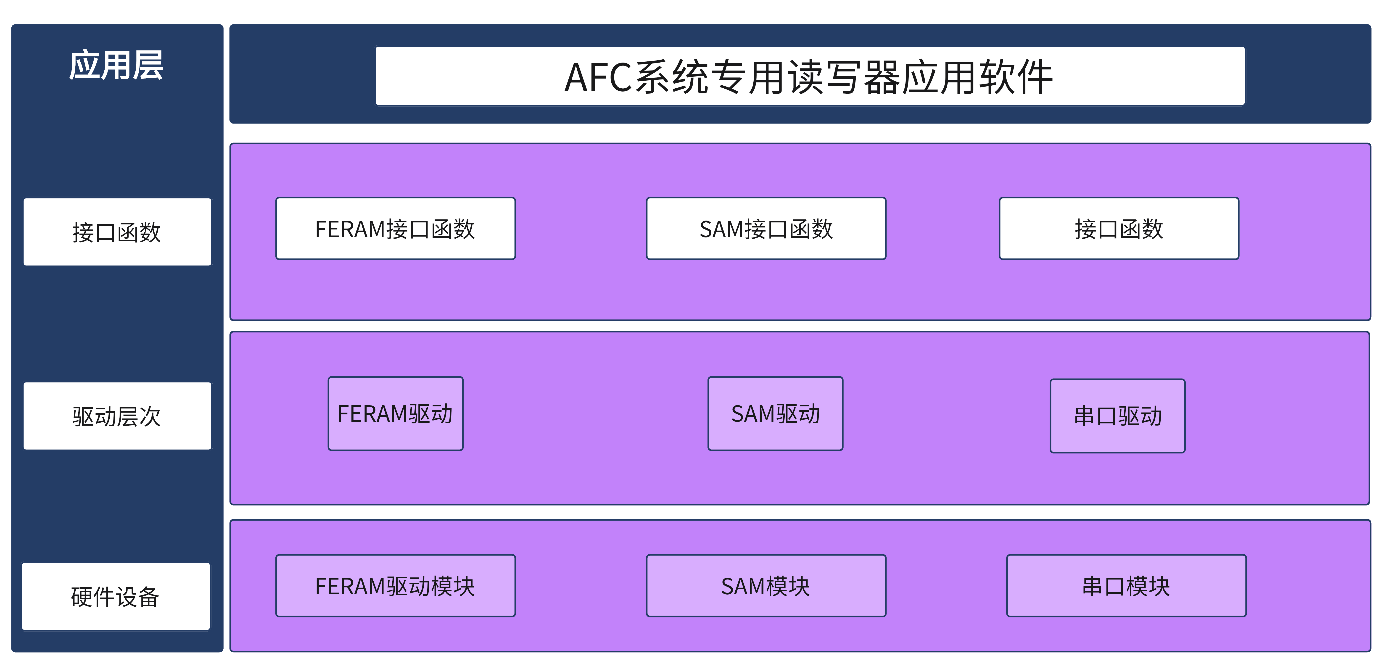 应用层
AFC系统专用读写器应用软件
接口函数
FERAM接口函数
SAM接口函数
接口函数
驱动层次
FERAM驱动
SAM驱动
串口驱动
硬件设备
FERAM驱动模块
SAM模块
串口模块